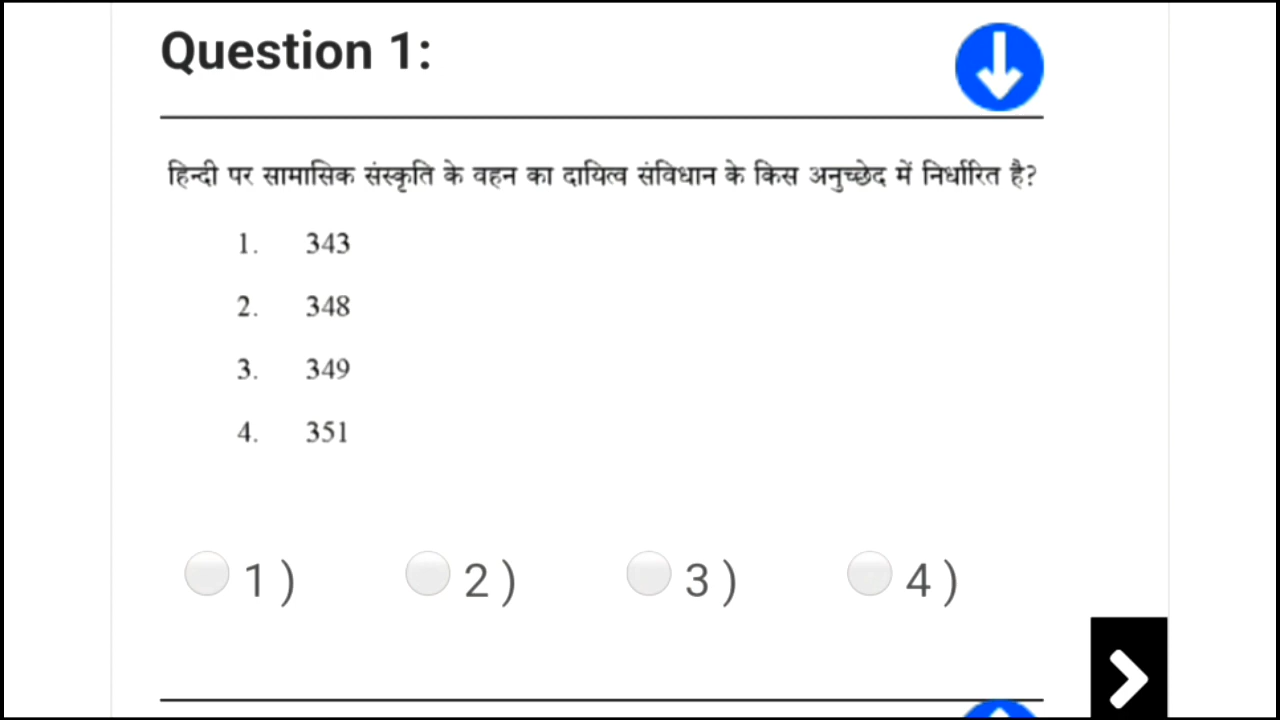 Question 1:
हिन्दी पर सामासिक संस्कृति के वहन का दायित्व संविधान के किस अनुच्छेद में निर्धारित है?
1. 343
2. 348
3. 349
4. 351
1 ) 2 ) 3 ) 4 )